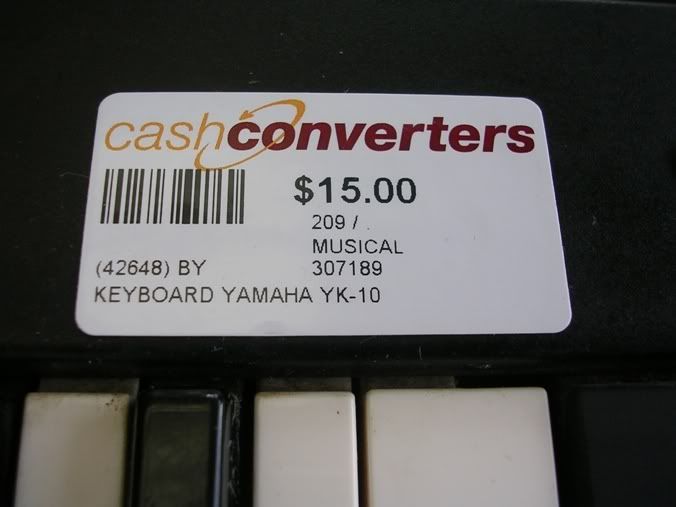 cashconverters
$15.00
209 / .
MUSICAL
(42648) BY 307189
KEYBOARD YAMAHA YK-10